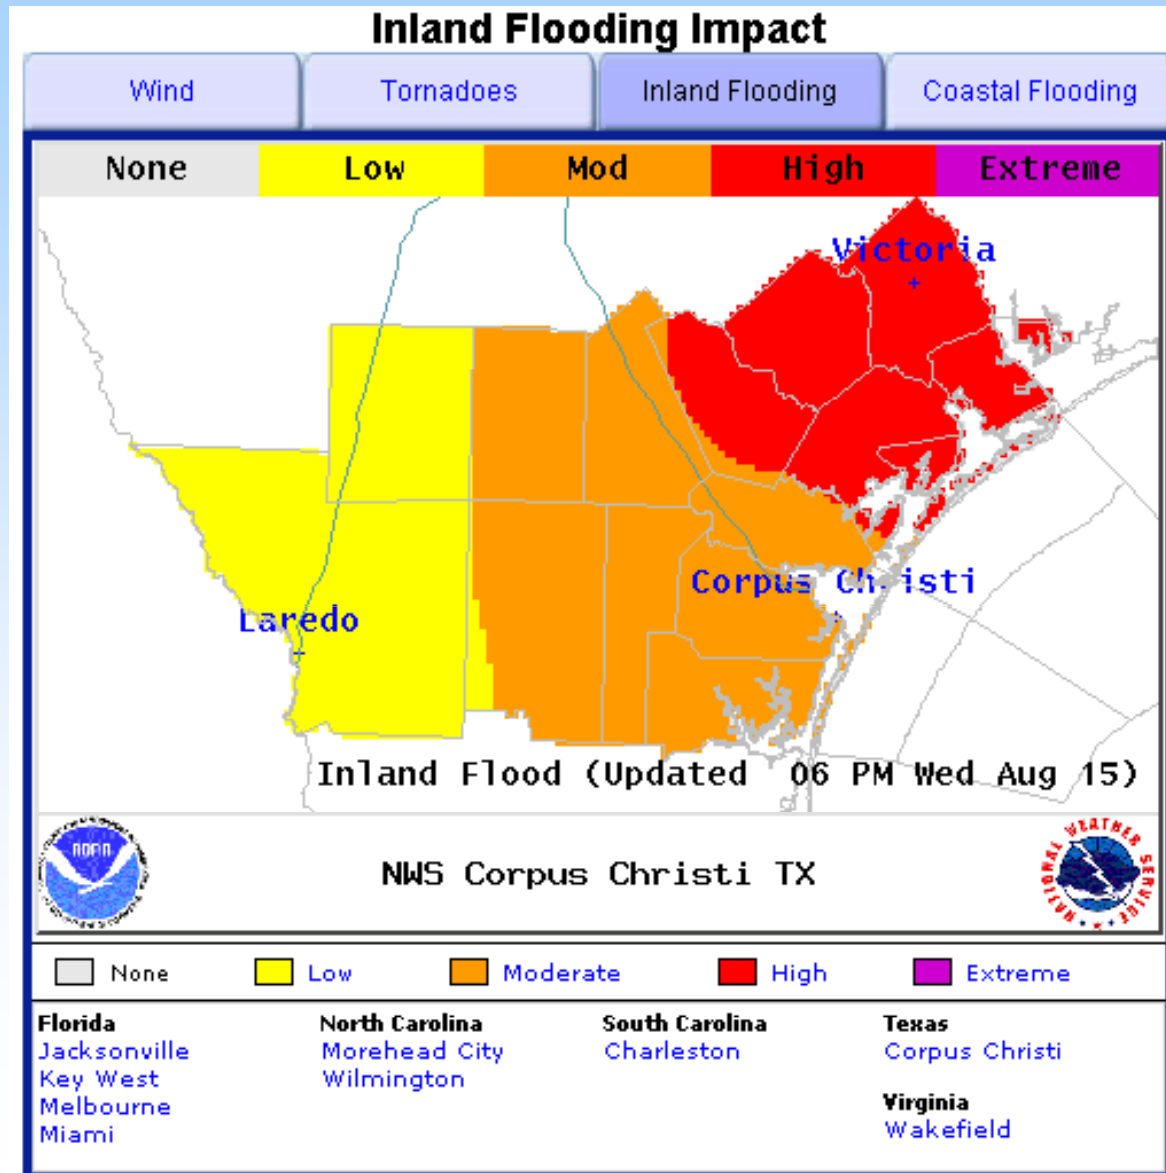 Inland Flooding Impact
Wind Tornadoes Inland Flooding Coastal Flooding
None Low Mod High Extreme
Victoria
Corpus Christi
Laredo
Inland Flood (Updated 06 PM Wed Aug 15)
NOAA
NWS Corpus Christi TX
NATIONAL WEATHER SERVICE
None Low Moderate High Extreme
Florida North Carolina South Carolina Texas
Jacksonville Morehead City Charleston Corpus Christi
Key West Wilmington
Melbourne Virginia
Miami Wakefield